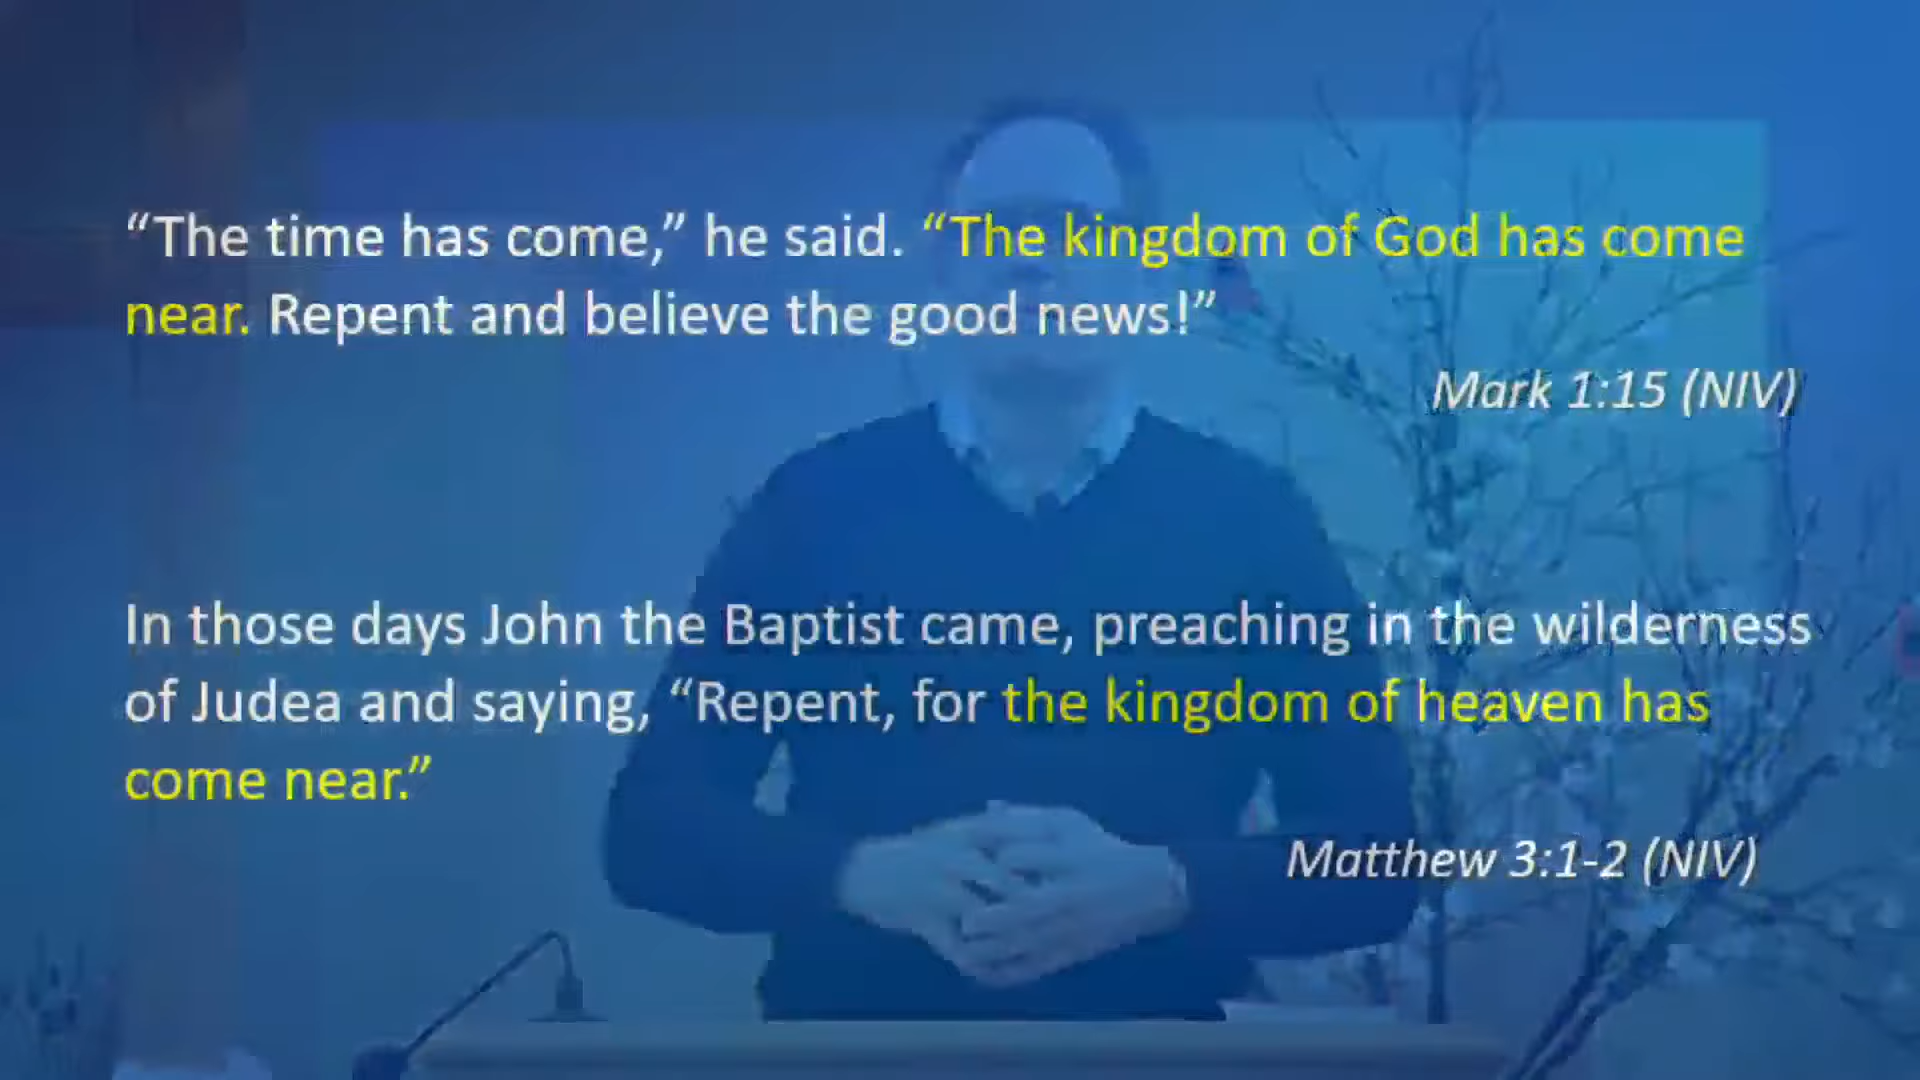 “The time has come,” he said. “The kingdom of God has come
near. Repent and believe the good news!”
Mark 1:15 (NIV)
In those days John the Baptist came, preaching in the wilderness
of Judea and saying, “Repent, for the kingdom of heaven has
come near.”
Matthew 3:1-2 (NIV)